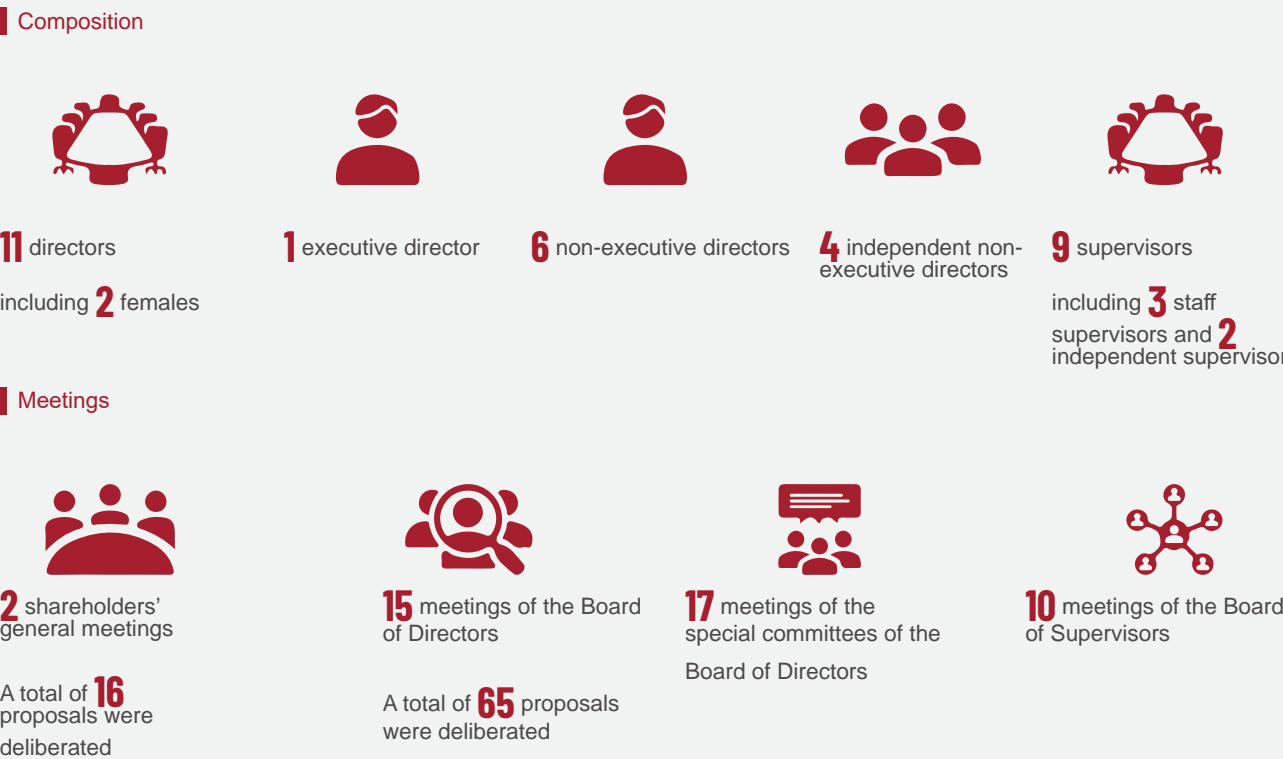 Composition
11 directors
including 2 females
1 executive director
6 non-executive directors
4 independent non-
executive directors
9 supervisors
including 3 staff
supervisors and 2
independent supervisor
Meetings
2 shareholders'
general meetings
A total of 16
proposals were
deliberated
15 meetings of the Board
of Directors
A total of 65 proposals
were deliberated
17 meetings of the
special committees of the
Board of Directors
10 meetings of the Board
of Supervisors